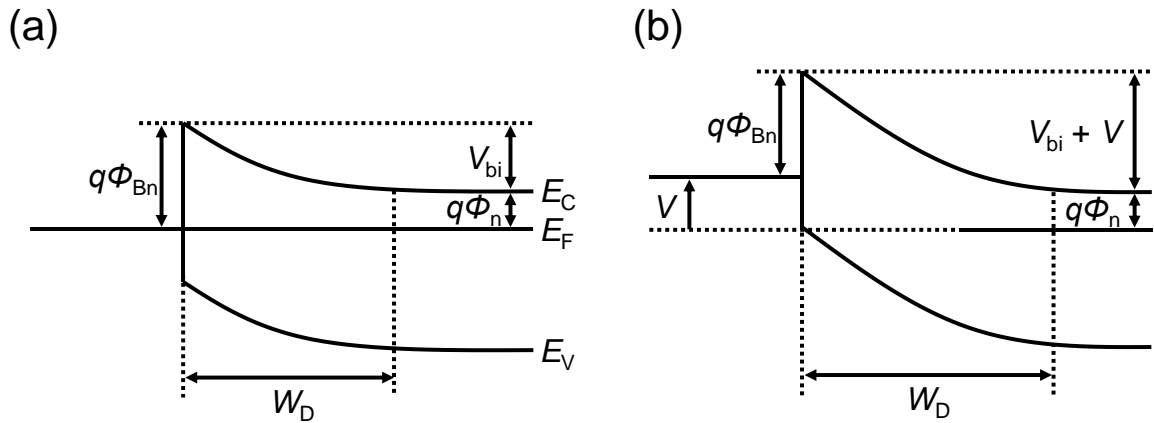 (a)
qΦBn
Vbi
EC
qΦn
EF
EV
WD
(b)
qΦBn
Vbi + V
V
qΦn
WD